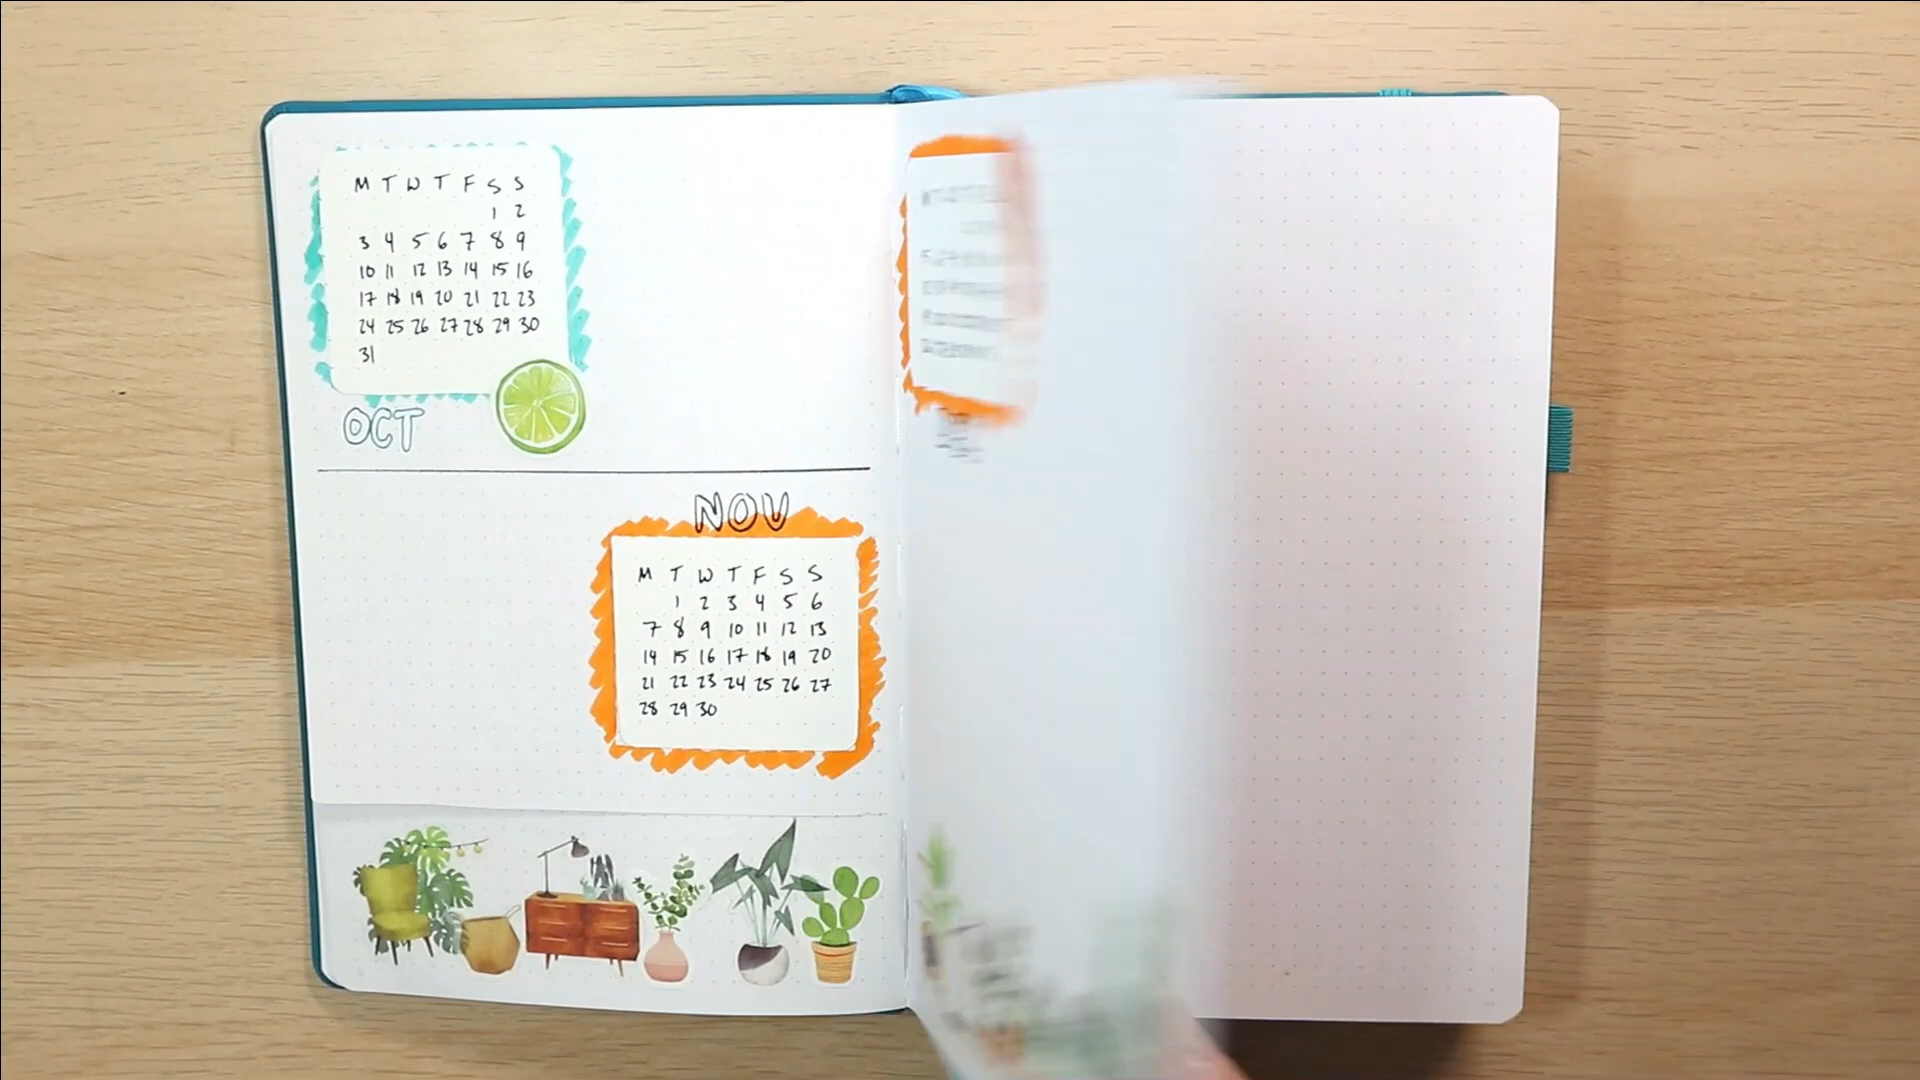 M T W T F S S
1 2
3 4 5 6 7 8 9
10 11 12 13 14 15 16
17 18 19 20 21 22 23
24 25 26 27 28 29 30
31
OCT
NOV
M T W T F S S
1 2 3 4 5 6
7 8 9 10 11 12 13
14 15 16 17 18 19 20
21 22 23 24 25 26 27
28 29 30